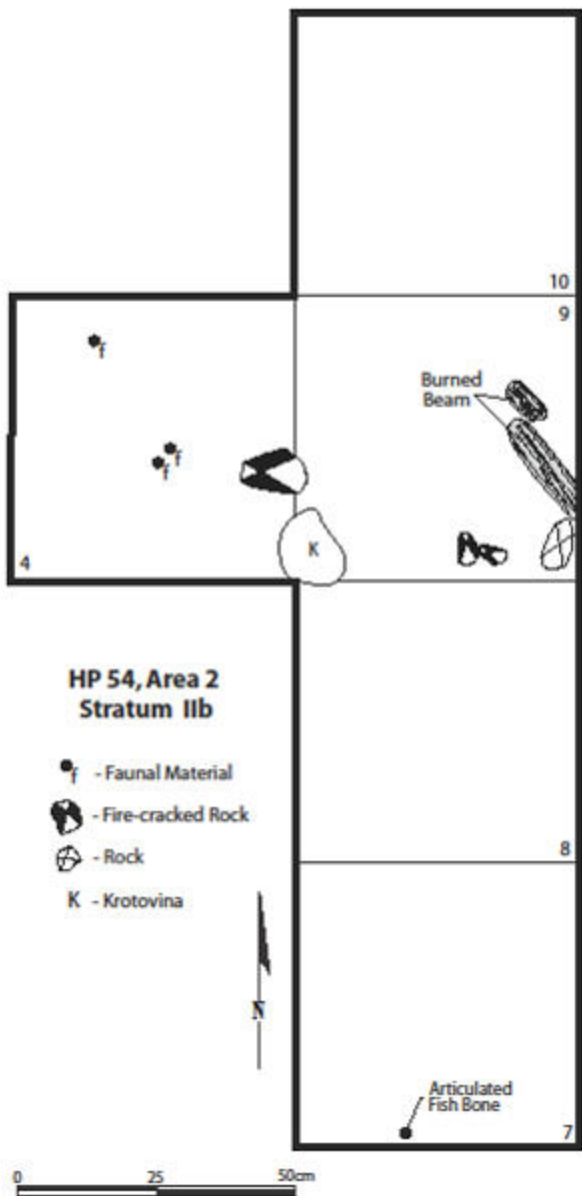 10
9
Burned
Beam
f
f
f
K
4
HP 54, Area 2
Stratum IIb
f - Faunal Material
- Fire-cracked Rock
- Rock
K - Krotovina
8
N
Articulated
Fish Bone
7
0 25 50cm